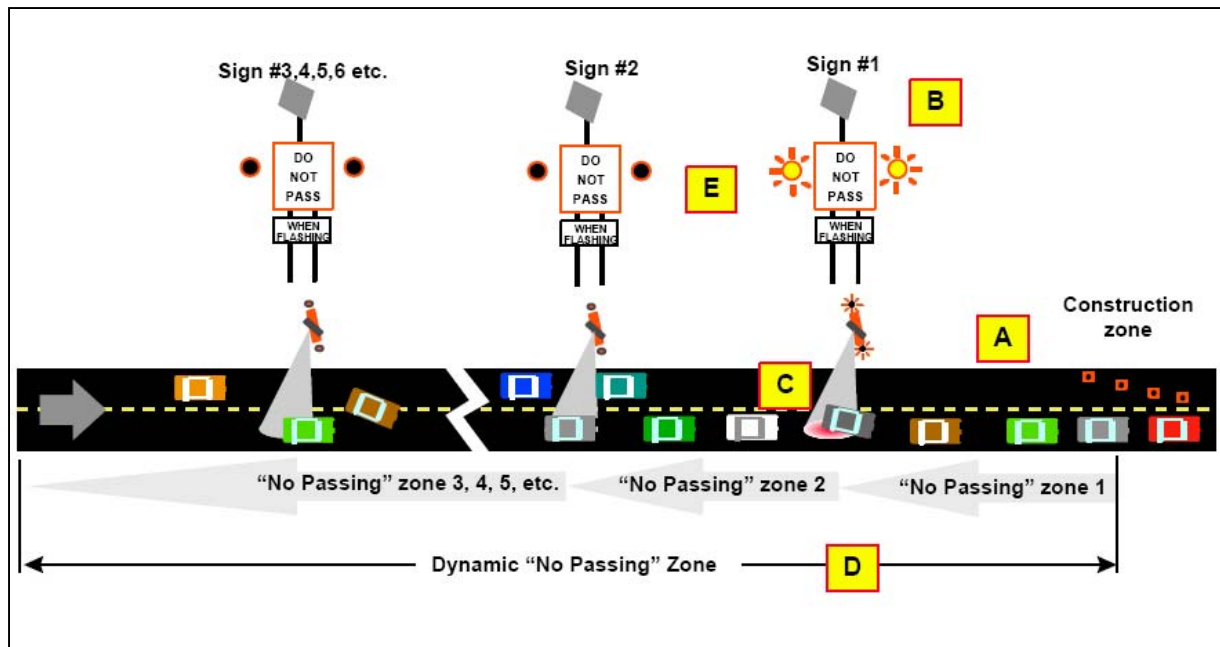 Sign #3,4,5,6 etc.
Sign #2
Sign #1
B
DO
NOT
PASS
WHEN
FLASHING
DO
NOT
PASS
WHEN
FLASHING
E
DO
NOT
PASS
WHEN
FLASHING
Construction
zone
A
C
“No Passing” zone 3, 4, 5, etc.
“No Passing” zone 2
“No Passing” zone 1
Dynamic “No Passing” Zone
D